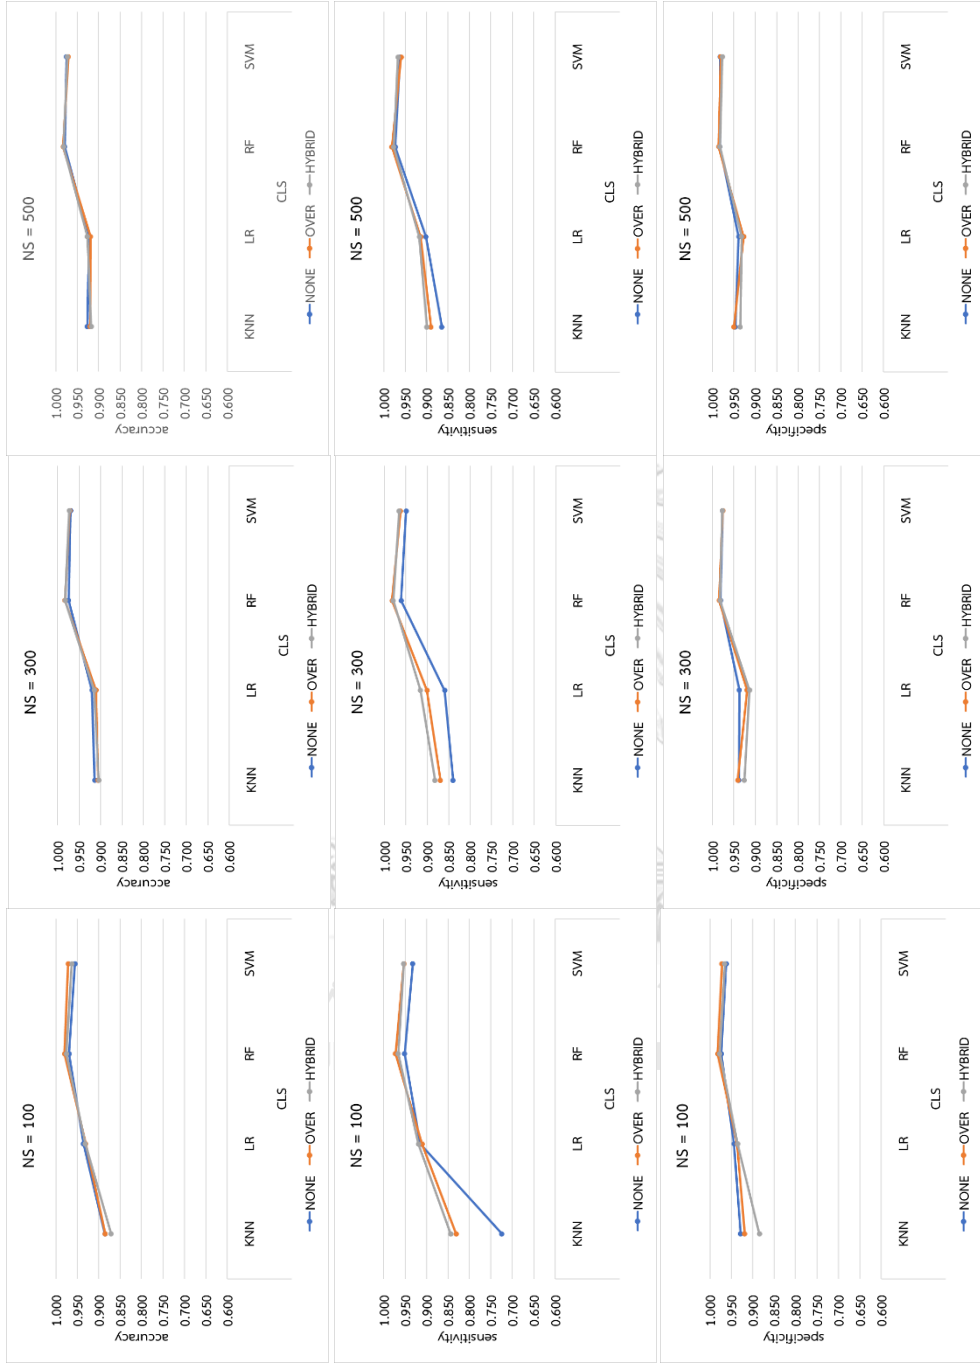 NS = 100
accuracy
1.000
0.950
0.900
0.850
0.800
0.750
0.700
0.650
0.600
KNN LR RF SVM
CLS
NONE OVER HYBRID
NS = 300
accuracy
1.000
0.950
0.900
0.850
0.800
0.750
0.700
0.650
0.600
KNN LR RF SVM
CLS
NONE OVER HYBRID
NS = 500
accuracy
1.000
0.950
0.900
0.850
0.800
0.750
0.700
0.650
0.600
KNN LR RF SVM
CLS
NONE OVER HYBRID
NS = 100
sensitivity
1.000
0.950
0.900
0.850
0.800
0.750
0.700
0.650
0.600
KNN LR RF SVM
CLS
NONE OVER HYBRID
NS = 300
sensitivity
1.000
0.950
0.900
0.850
0.800
0.750
0.700
0.650
0.600
KNN LR RF SVM
CLS
NONE OVER HYBRID
NS = 500
sensitivity
1.000
0.950
0.900
0.850
0.800
0.750
0.700
0.650
0.600
KNN LR RF SVM
CLS
NONE OVER HYBRID
NS = 100
specificity
1.000
0.950
0.900
0.850
0.800
0.750
0.700
0.650
0.600
KNN LR RF SVM
CLS
NONE OVER HYBRID
NS = 300
specificity
1.000
0.950
0.900
0.850
0.800
0.750
0.700
0.650
0.600
KNN LR RF SVM
CLS
NONE OVER HYBRID
NS = 500
specificity
1.000
0.950
0.900
0.850
0.800
0.750
0.700
0.650
0.600
KNN LR RF SVM
CLS
NONE OVER HYBRID